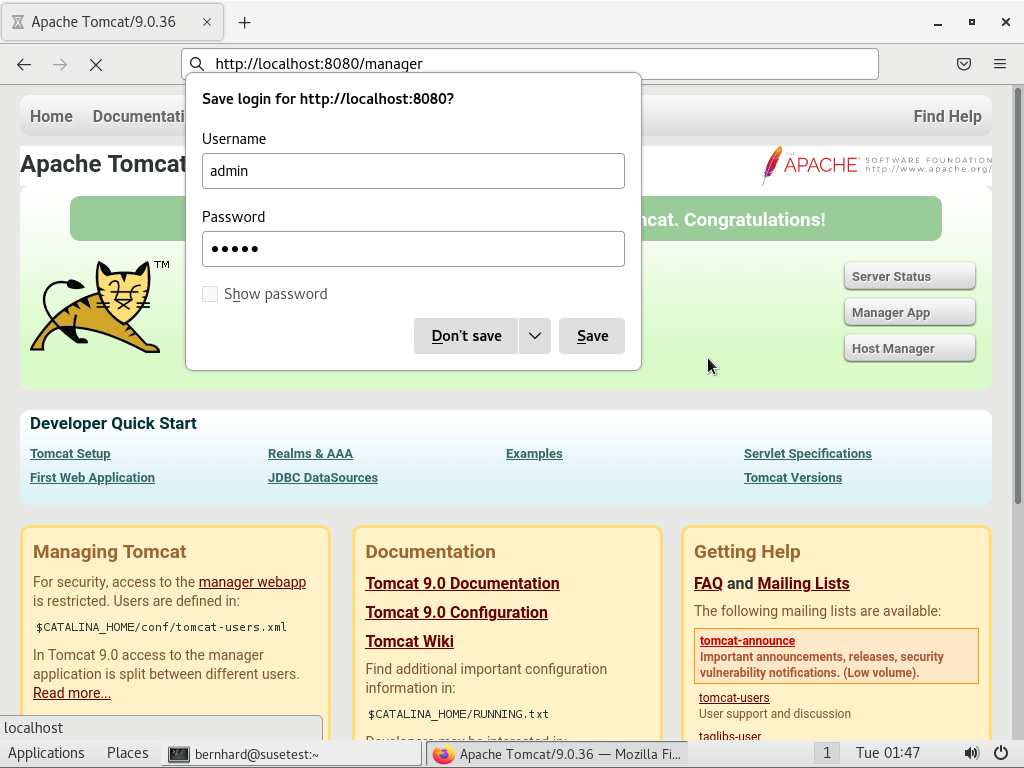 Apache Tomcat/9.0.36
http://localhost:8080/manager
Save login for http://localhost:8080?
Username
admin
Password
Show password
Don't save
Save
Home
Find Help
Apache Tomcat
THE
APACHE
SOFTWARE FOUNDATION
http://www.apache.org/
Congratulations!
TM
Server Status
Manager App
Host Manager
Developer Quick Start
Tomcat Setup
Realms & AAA
Examples
Servlet Specifications
First Web Application
JDBC DataSources
Tomcat Versions
Managing Tomcat
For security, access to the manager webapp
is restricted. Users are defined in:
$CATALINA_HOME/conf/tomcat-users.xml
In Tomcat 9.0 access to the manager
application is split between different users.
Read more...
Documentation
Tomcat 9.0 Documentation
Tomcat 9.0 Configuration
Tomcat Wiki
Find additional important configuration
information in:
$CATALINA_HOME/RUNNING.txt
Developers may be interested in:
Getting Help
FAQ and Mailing Lists
The following mailing lists are available:
tomcat-announce
Important announcements, releases, security
vulnerability notifications. (Low volume).
tomcat-users
User support and discussion
taglibs-user
localhost
Applications
Places
bernhard@susetest:~
Apache Tomcat/9.0.36 — Mozilla Fi...
1
Tue 01:47